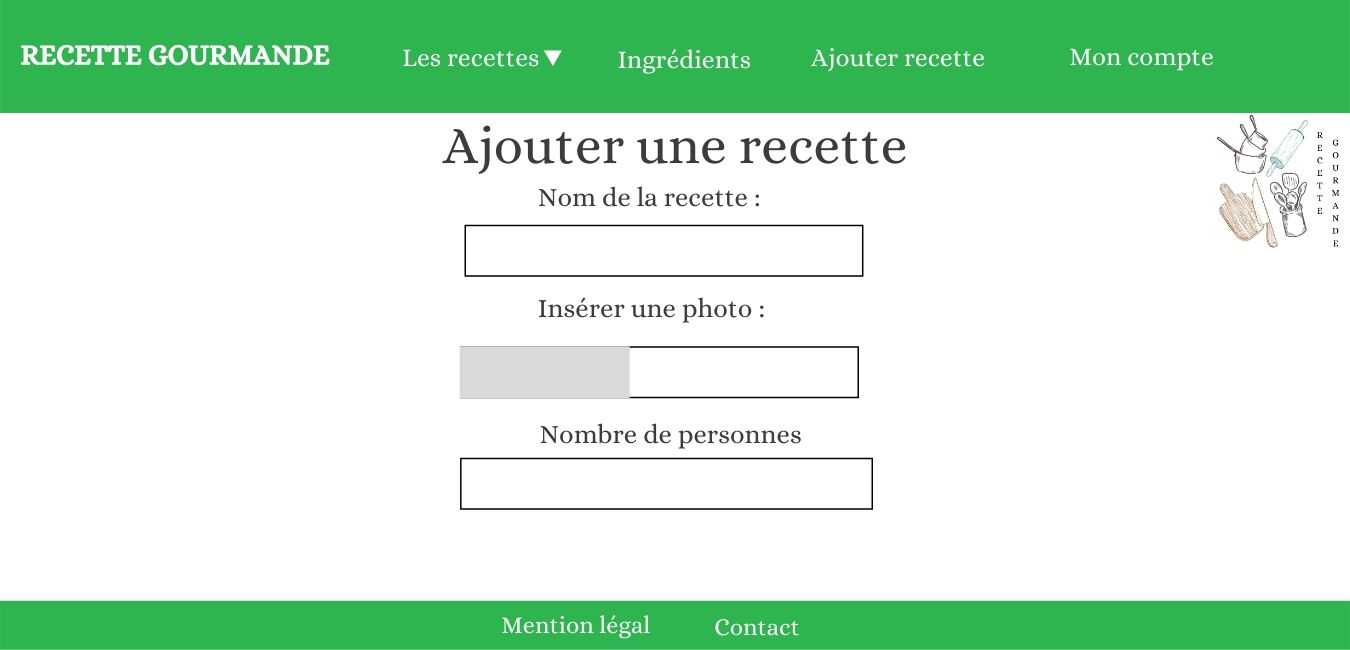 RECETTE GOURMANDE
Les recettes ▼
Ingrédients
Ajouter recette
Mon compte
Ajouter une recette
RECETTE
GOURMANDE
Nom de la recette :
Insérer une photo :
Nombre de personnes
Mention légal
Contact